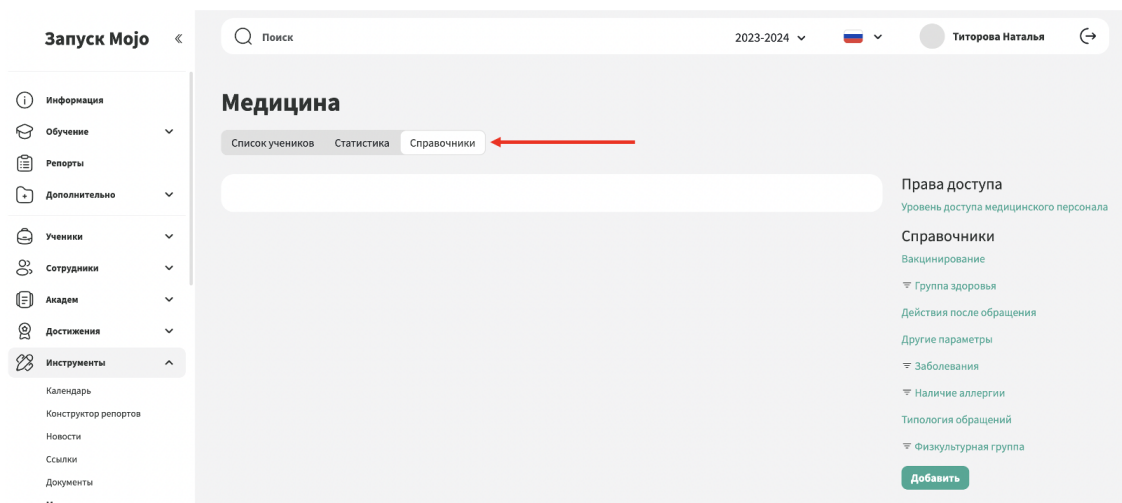 Запуск Mojo «
Поиск
2023-2024
Титорова Наталья
Информация
Обучение
Репорты
Дополнительно
Ученики
Сотрудники
Академ
Достижения
Инструменты
Календарь
Конструктор репортов
Новости
Ссылки
Документы
Медицина
Список учеников Статистика Справочники
Права доступа
Уровень доступа медицинского персонала
Справочники
Вакцинирование
Группа здоровья
Действия после обращения
Другие параметры
Заболевания
Наличие аллергии
Типология обращений
Физкультурная группа
Добавить